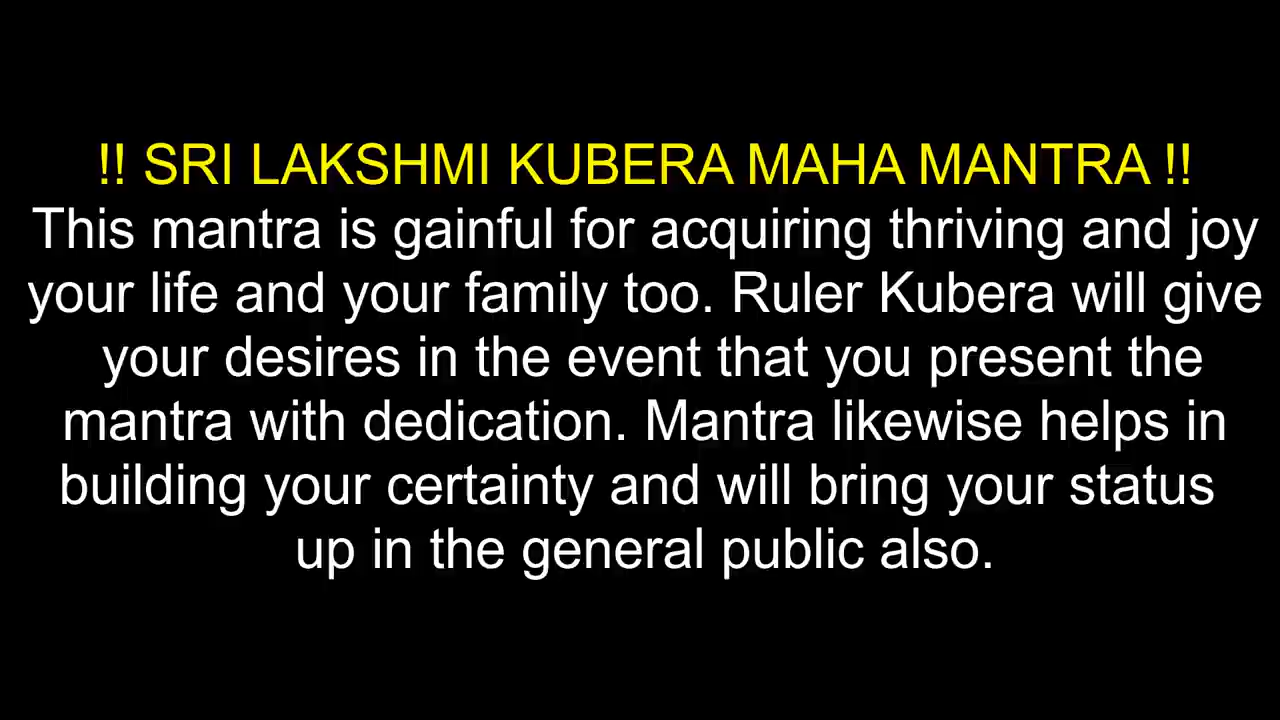 !! SRI LAKSHMI KUBERA MAHA MANTRA !!
This mantra is gainful for acquiring thriving and joy
your life and your family too. Ruler Kubera will give
your desires in the event that you present the
mantra with dedication. Mantra likewise helps in
building your certainty and will bring your status
up in the general public also.